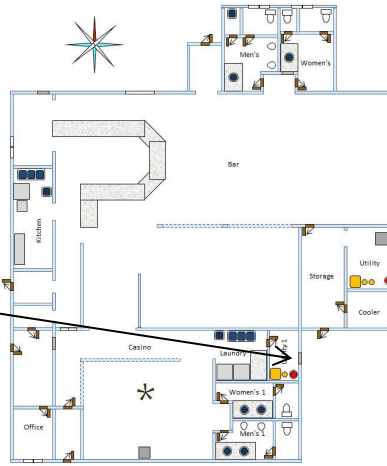 Men's
Women's
Bar
Kitchen
Utility
Storage
Cooler
Casino
Laundry
Women's 1
Office
Men's 1